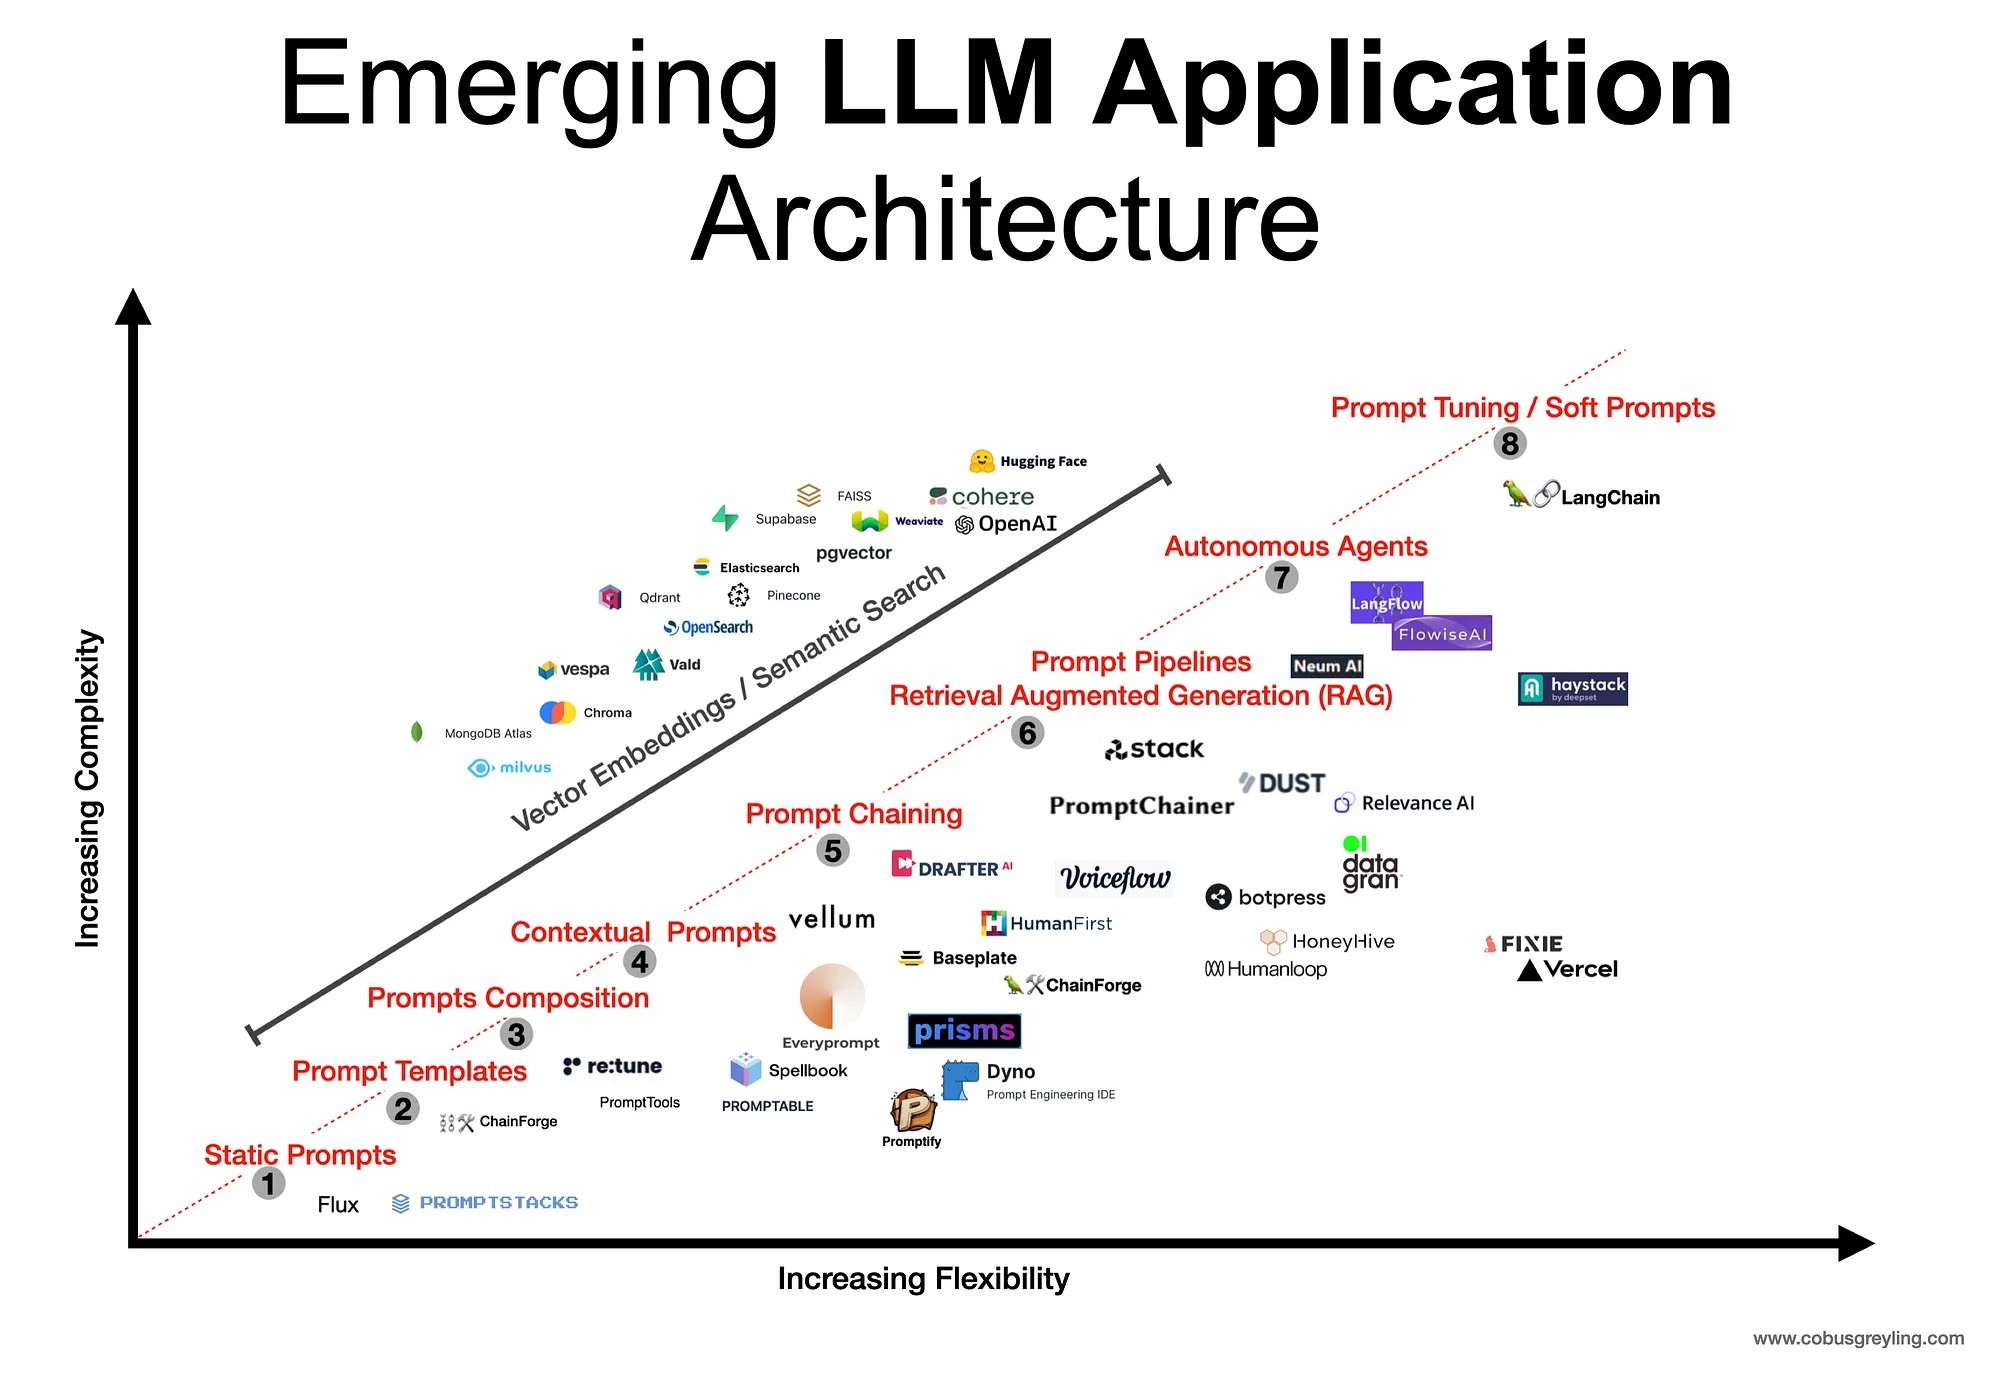 Emerging LLM Application
Architecture
Prompt Tuning / Soft Prompts
8
LangChain
Hugging Face
FAISS
cohere
Supabase
Weaviate
OpenAI
pgvector
Elasticsearch
Qdrant
Pinecone
OpenSearch
vespa
Vald
Chroma
MongoDB Atlas
milvus
Vector Embeddings / Semantic Search
Autonomous Agents
7
LangFlow
FlowiseAI
Neum AI
haystack
by deepset
Prompt Pipelines
Retrieval Augmented Generation (RAG)
6
stack
DUST
PromptChainer
Relevance AI
data
gran
Prompt Chaining
5
DRAFTER AI
Voiceflow
botpress
vellum
HumanFirst
HoneyHive
FIXIE
Baseplate
Humanloop
Vercel
ChainForge
Contextual Prompts
4
Everyprompt
prisms
Prompts Composition
3
re:tune
Spellbook
Dyno
Prompt Engineering IDE
PromptTools
PROMPTABLE
Promptify
Prompt Templates
2
ChainForge
Static Prompts
1
Flux
PROMPTSTACKS
Increasing Complexity
Increasing Flexibility
www.cobusgreyling.com